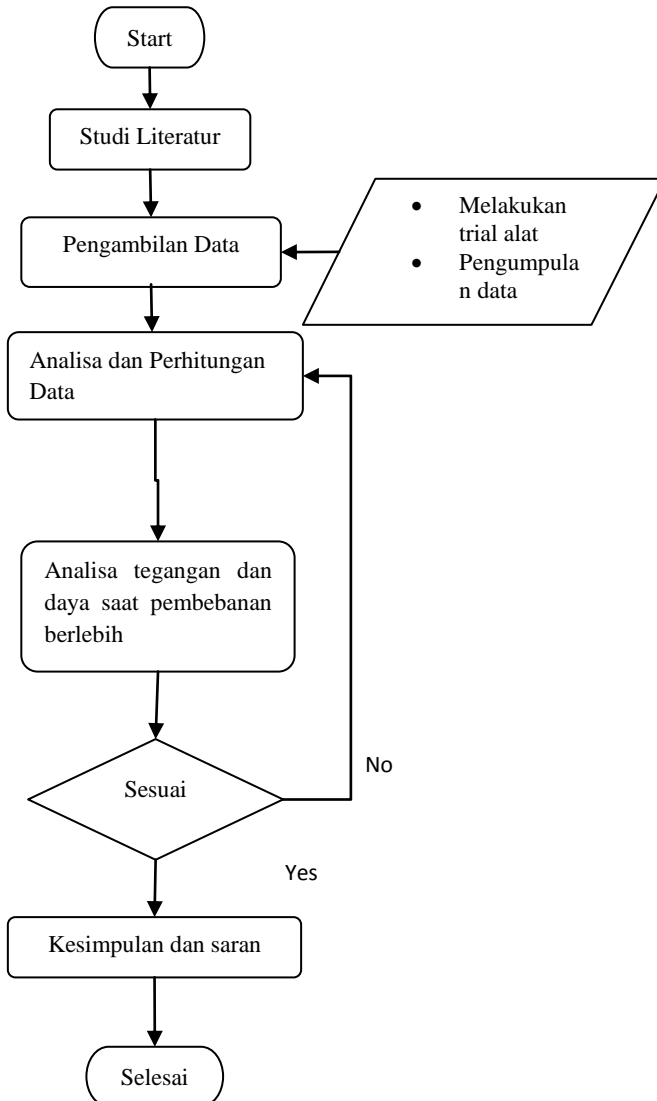 Start
Studi Literatur
Pengambilan Data
• Melakukan
trial alat
• Pengumpula
n data
Analisa dan Perhitungan
Data
Analisa tegangan dan
daya saat pembebanan
berlebih
Sesuai
No
Yes
Kesimpulan dan saran
Selesai